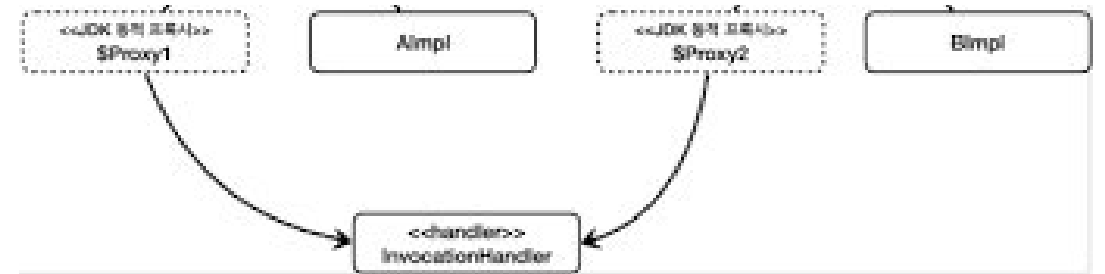 <<JDK 동적 프록시>>
$Proxy1
AImpl
<<JDK 동적 프록시>>
$Proxy2
BImpl
<<handler>>
InvocationHandler